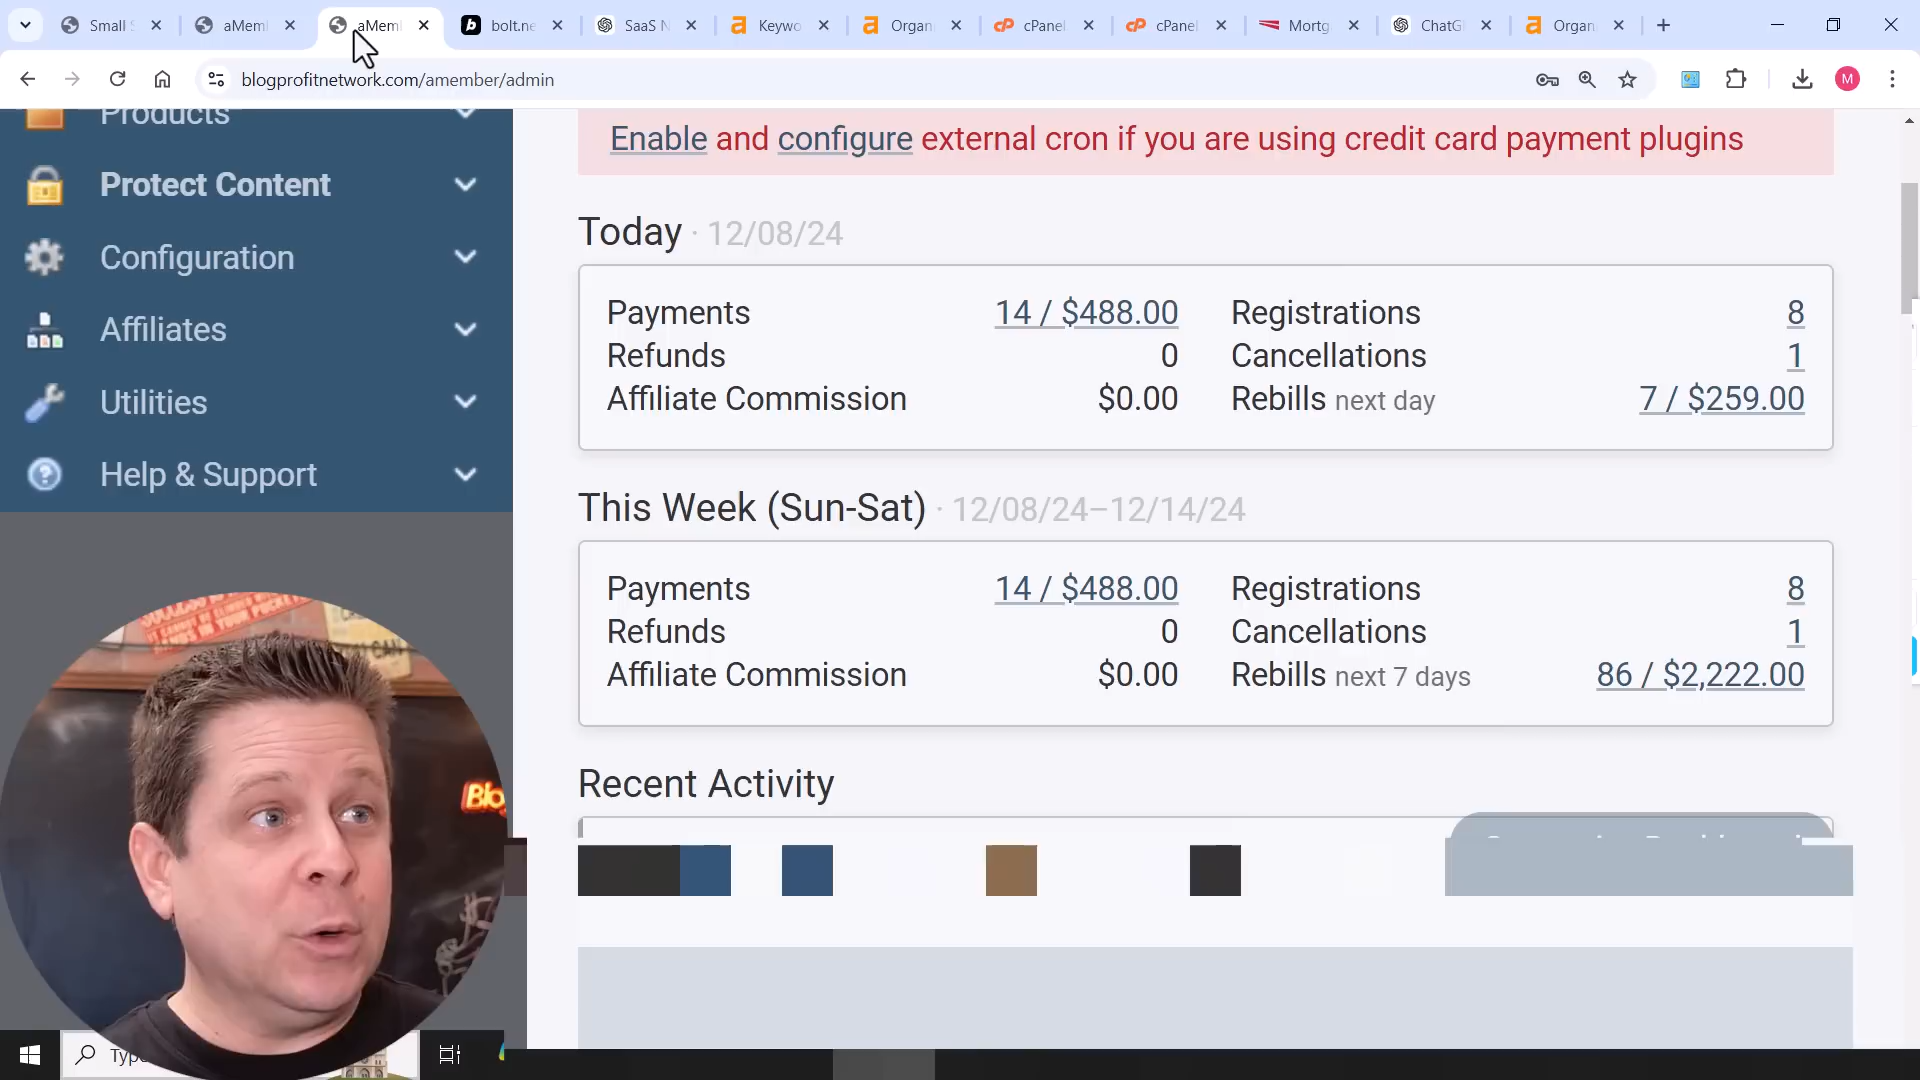 Small S
aMeml
aMeml
bolt.ne
SaaS N
Keywo
Organ
cPanel
cPanel
Mortg
ChatG
Organ
blogprofitnetwork.com/amember/admin
M
Products
Protect Content
Configuration
Affiliates
Utilities
Help & Support
Enable and configure external cron if you are using credit card payment plugins
Today · 12/08/24
Payments 14 / $488.00 Registrations 8
Refunds 0 Cancellations 1
Affiliate Commission $0.00 Rebills next day 7 / $259.00
This Week (Sun-Sat) · 12/08/24–12/14/24
Payments 14 / $488.00 Registrations 8
Refunds 0 Cancellations 1
Affiliate Commission $0.00 Rebills next 7 days 86 / $2,222.00
Recent Activity
Blo
Typ